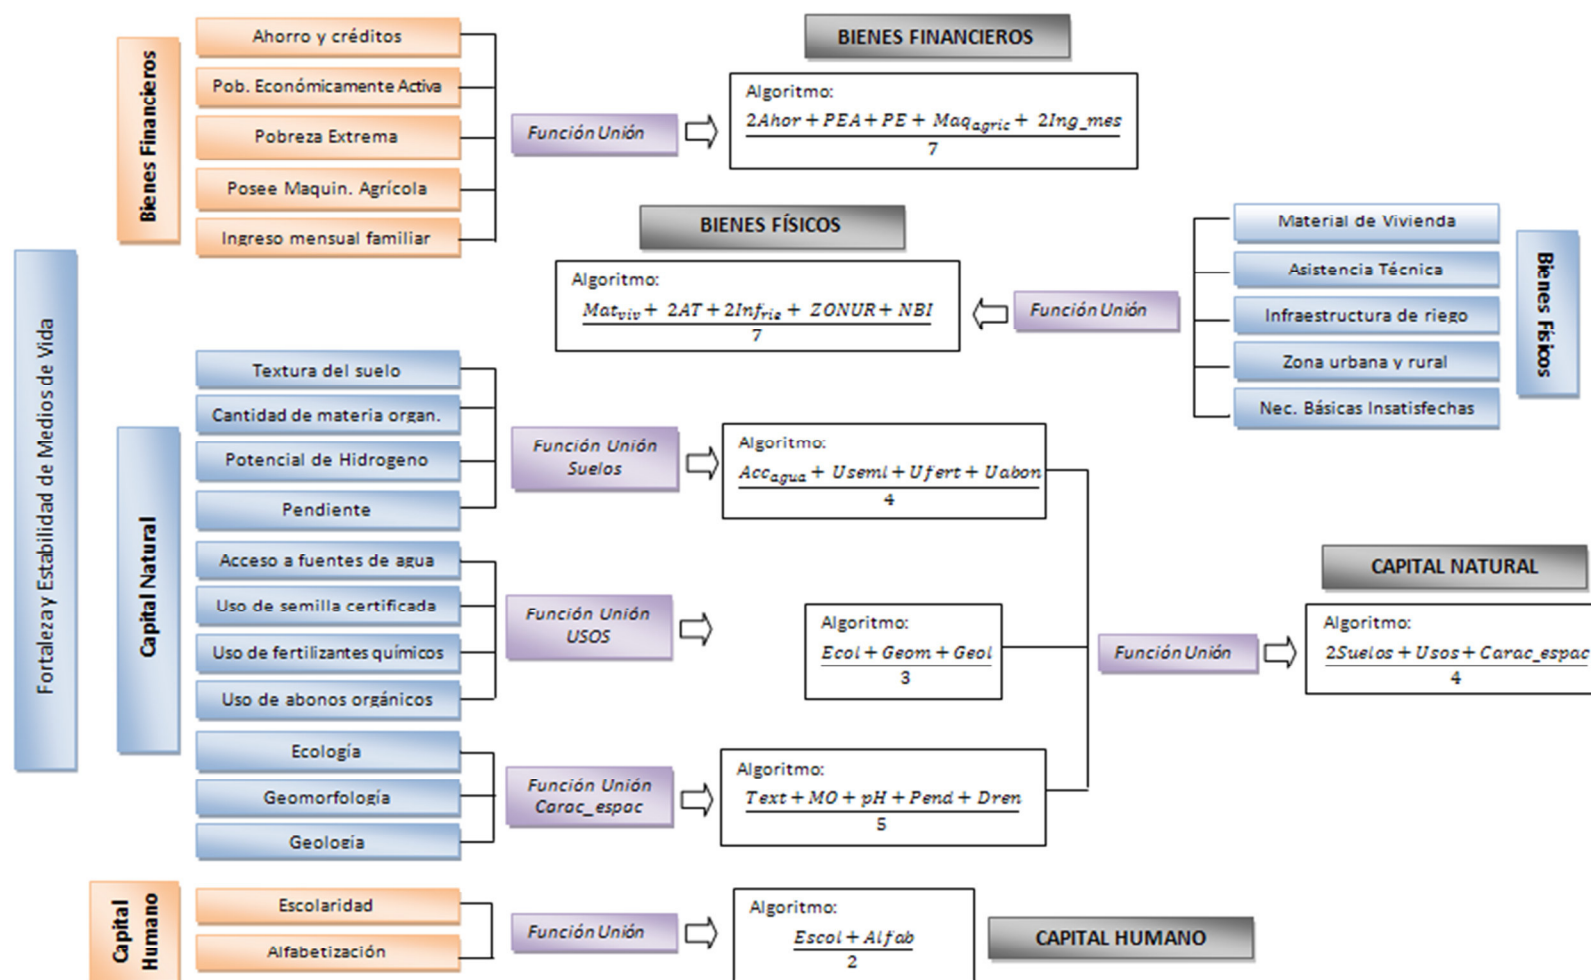 Fortaleza y Estabilidad de Medios de Vida
Bienes Financieros
Ahorro y créditos
Pob. Económicamente Activa
Pobreza Extrema
Posee Maquin. Agrícola
Ingreso mensual familiar
Función Unión
BIENES FINANCIEROS
Algoritmo:
2Ahor + PEA + PE + Maq_agric + 2Ing_mes
7
BIENES FÍSICOS
Algoritmo:
Mat_viv + 2AT + 2Inf_rie + ZONUR + NBI
7
Función Unión
Material de Vivienda
Asistencia Técnica
Infraestructura de riego
Zona urbana y rural
Nec. Básicas Insatisfechas
Bienes Físicos
Capital Natural
Textura del suelo
Cantidad de materia organ.
Potencial de Hidrogeno
Pendiente
Función Unión
Suelos
Algoritmo:
Acc_agua + Usemi + Ufert + Uabon
4
Acceso a fuentes de agua
Uso de semilla certificada
Uso de fertilizantes químicos
Uso de abonos orgánicos
Función Unión
USOS
Algoritmo:
Ecol + Geom + Geol
3
Ecología
Geomorfología
Geología
Función Unión
Carac_espac
Algoritmo:
Text + MO + pH + Pend + Dren
5
Función Unión
CAPITAL NATURAL
Algoritmo:
2Suelos + Usos + Carac_espac
4
Capital
Humano
Escolaridad
Alfabetización
Función Unión
Algoritmo:
Escol + Alfab
2
CAPITAL HUMANO